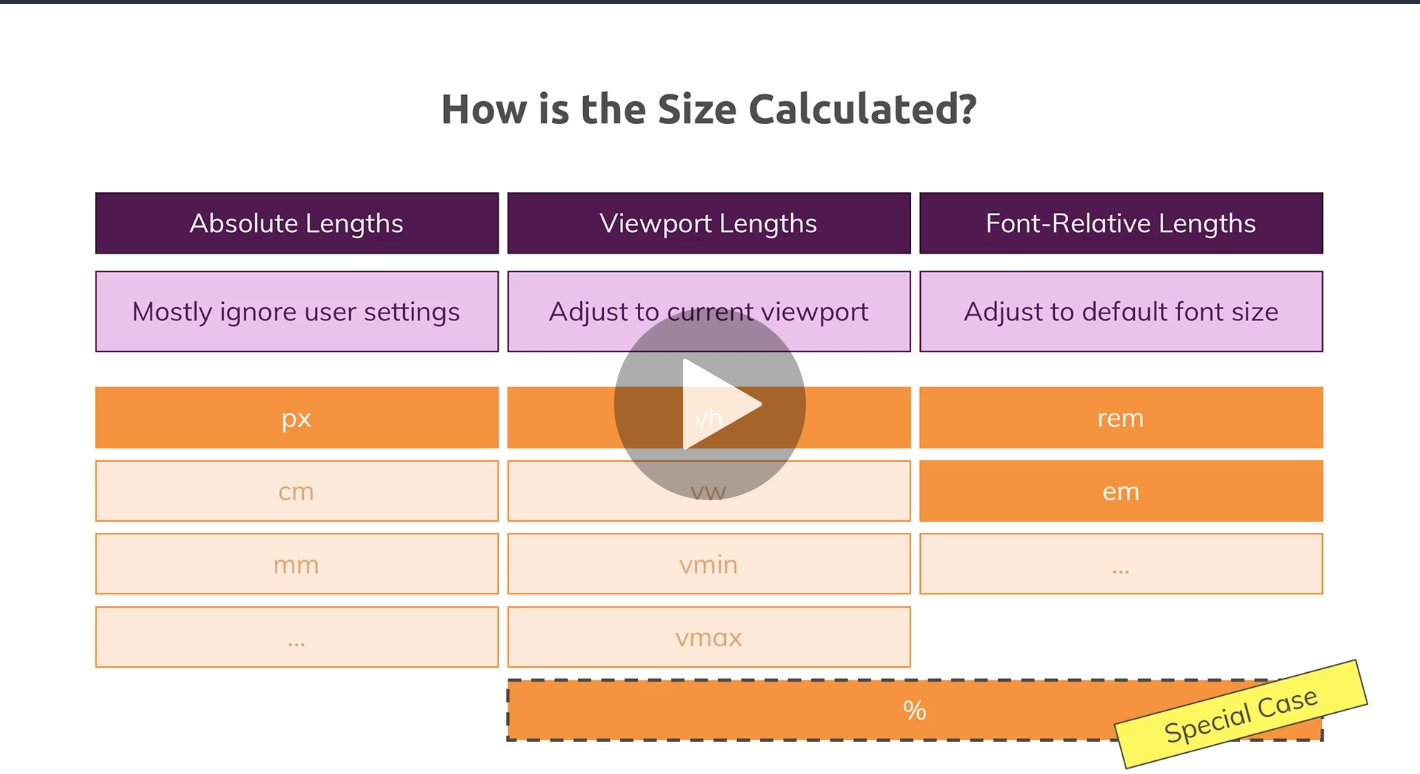 How is the Size Calculated?
Absolute Lengths
Viewport Lengths
Font-Relative Lengths
Mostly ignore user settings
Adjust to current viewport
Adjust to default font size
px
vh
rem
cm
vw
em
mm
vmin
...
...
vmax
%
Special Case